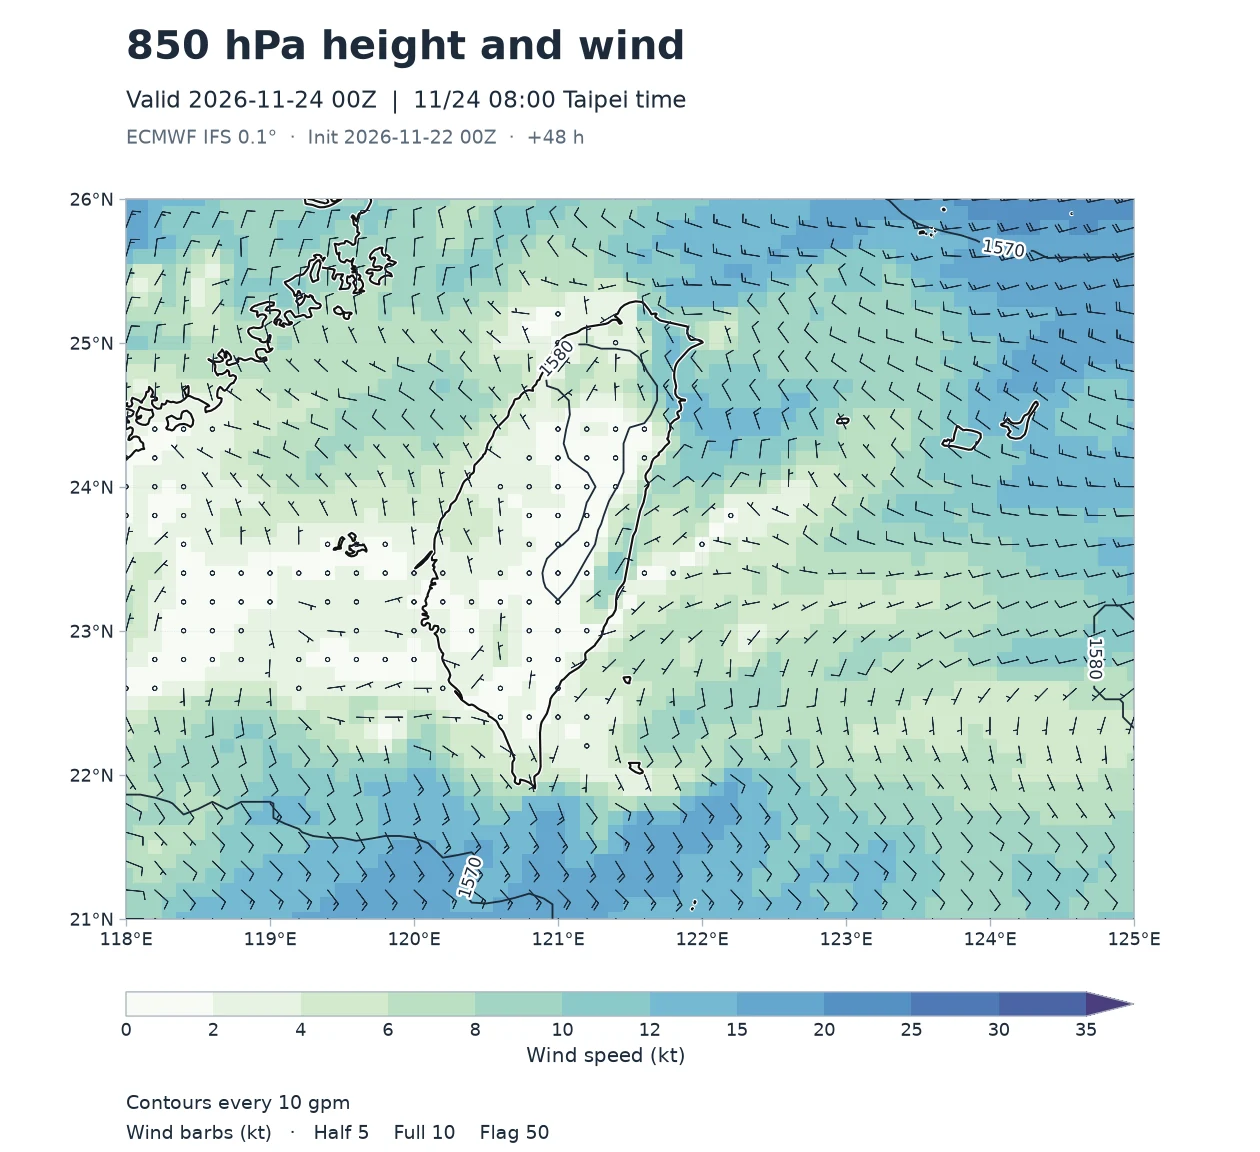 850 hPa height and wind
Valid 2026-11-24 00Z | 11/24 08:00 Taipei time
ECMWF IFS 0.1° · Init 2026-11-22 00Z · +48 h
26°N
1570
25°N
1580
24°N
23°N
1580
22°N
1570
21°N
118°E 119°E 120°E 121°E 122°E 123°E 124°E 125°E
0 2 4 6 8 10 12 15 20 25 30 35
Wind speed (kt)
Contours every 10 gpm
Wind barbs (kt) · Half 5 Full 10 Flag 50